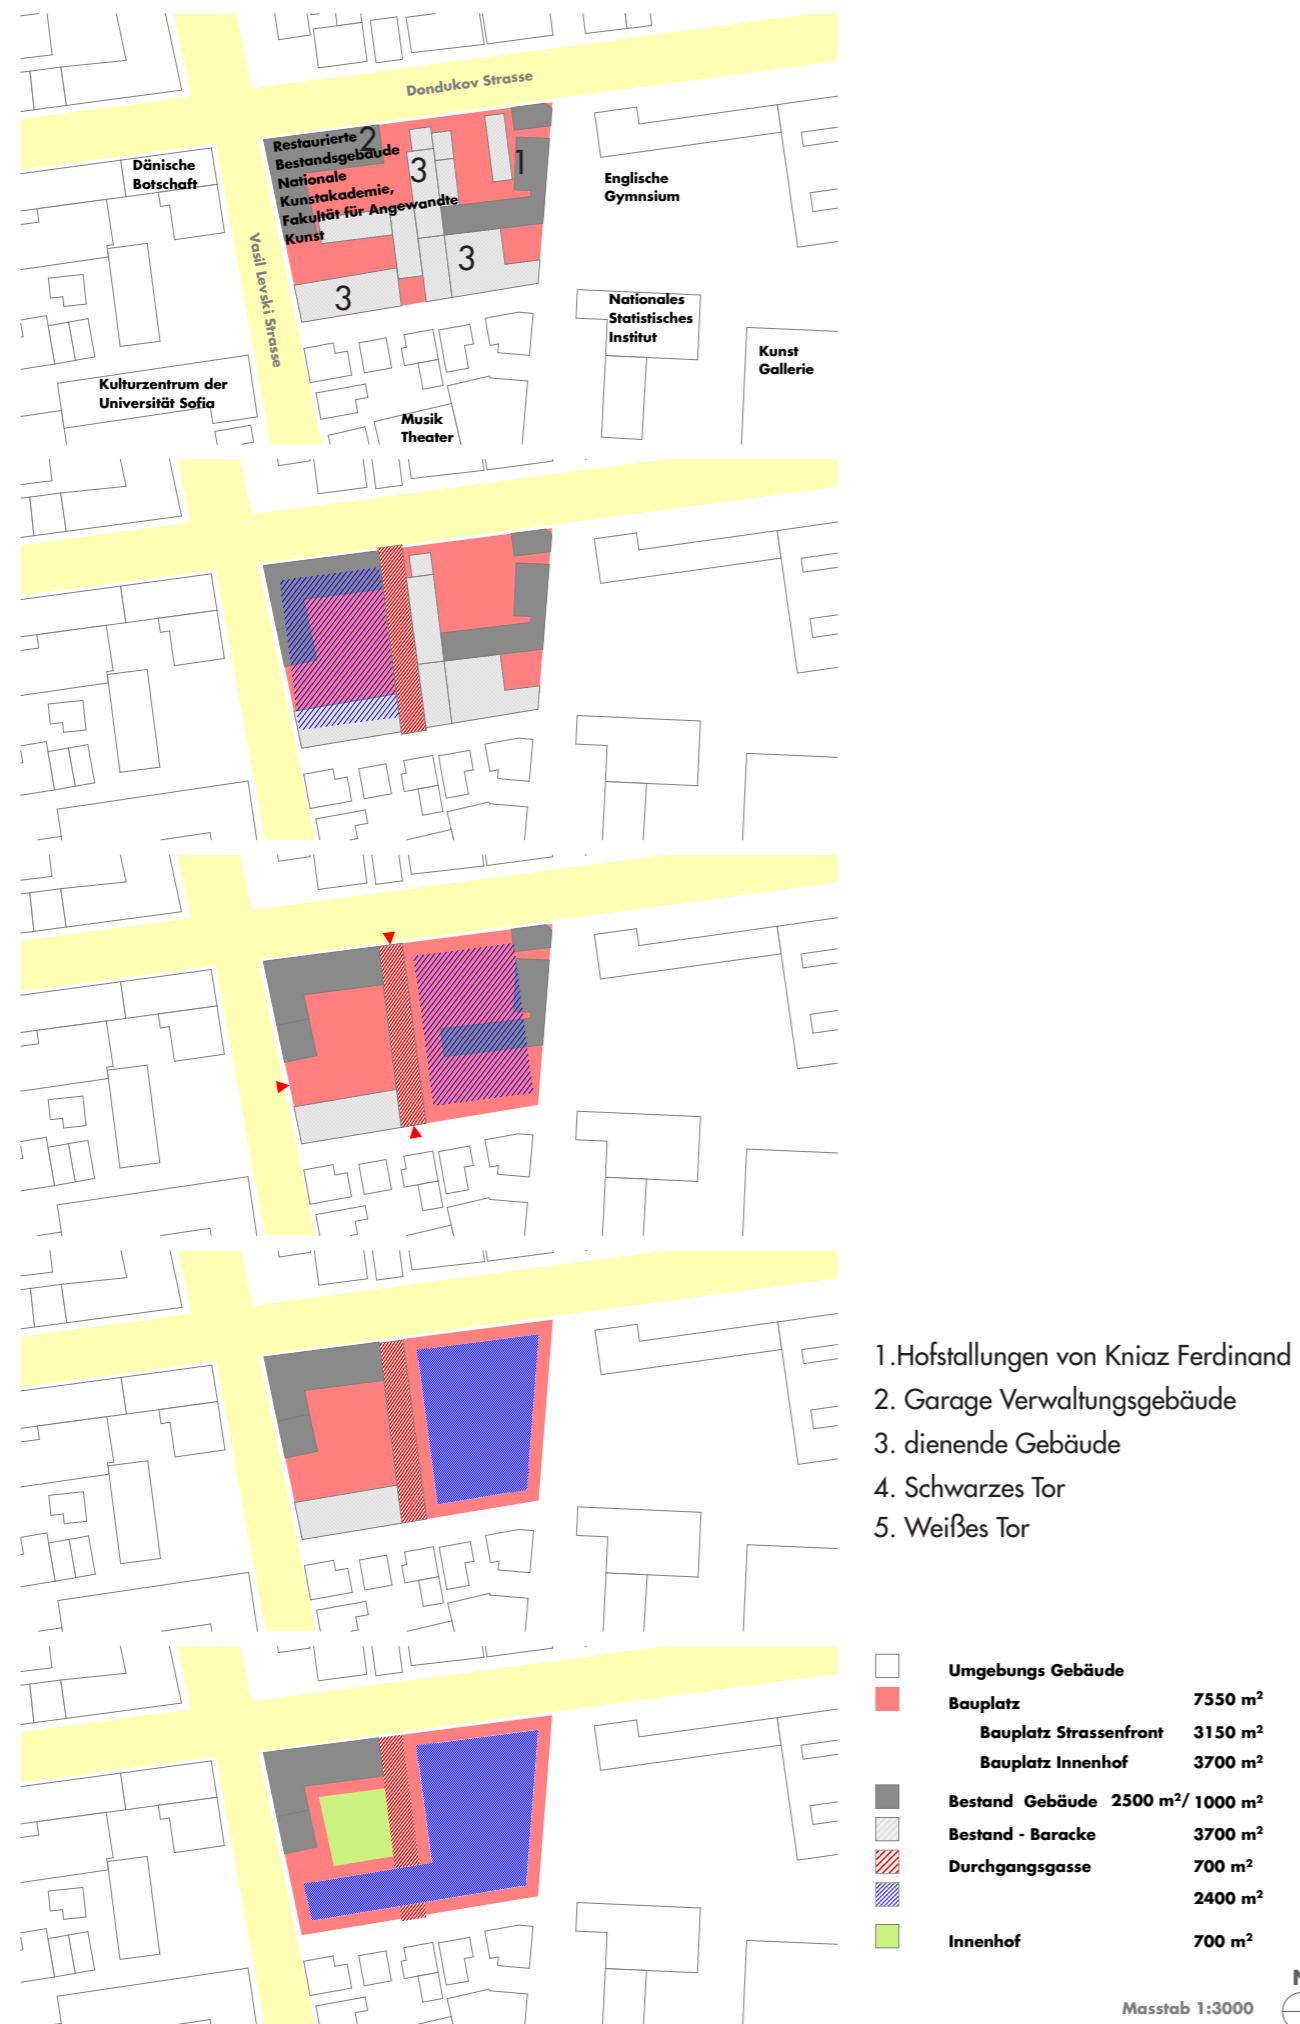 Dondukov Strasse
Restaurierte
Bestandsgebäude
Nationale
Kunstakademie,
Fakultät für Angewandte
Kunst
2
3
1
3
3
Dänische
Botschaft
Englische
Gymnsium
Vasil Levski Strasse
Nationales
Statistisches
Institut
Kunst
Gallerie
Kulturzentrum der
Universität Sofia
Musik
Theater
1.Hofstallungen von Kniaz Ferdinand
2. Garage Verwaltungsgebäude
3. dienende Gebäude
4. Schwarzes Tor
5. Weißes Tor
Umgebungs Gebäude
Bauplatz 7550 m²
Bauplatz Strassenfront 3150 m²
Bauplatz Innenhof 3700 m²
Bestand Gebäude 2500 m²/ 1000 m²
Bestand - Baracke 3700 m²
Durchgangsgasse 700 m²
2400 m²
Innenhof 700 m²
Masstab 1:3000